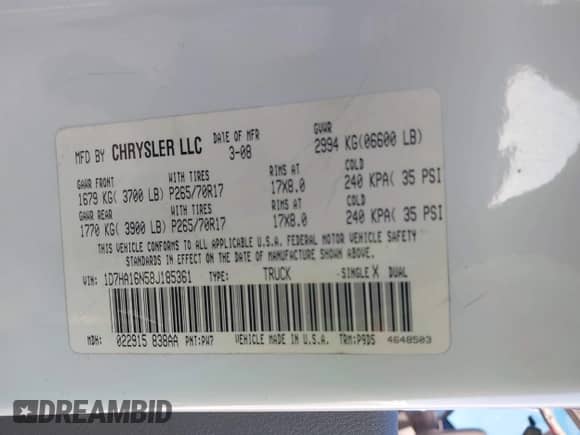 MFD BY CHRYSLER LLC DATE OF MFR 3-08 GVWR 2994 KG(06600 LB)
GAWR FRONT WITH TIRES RIMS AT COLD
1679 KG( 3700 LB) P265/70R17 17X8.0 240 KPA( 35 PSI
GAWR REAR WITH TIRES RIMS AT COLD
1770 KG( 3900 LB) P265/70R17 17X8.0 240 KPA( 35 PSI
THIS VEHICLE CONFORMS TO ALL APPLICABLE U.S.A. FEDERAL MOTOR VEHICLE SAFETY
STANDARDS IN EFFECT ON THE DATE OF MANUFACTURE SHOWN ABOVE.
VIN: 1D7HA16N58J185361 TYPE: TRUCK SINGLE X DUAL
MDH: 022915 838AA PNT:PW7 VEHICLE MADE IN U.S.A. TRM:P9D5 4648503
DREAMBID